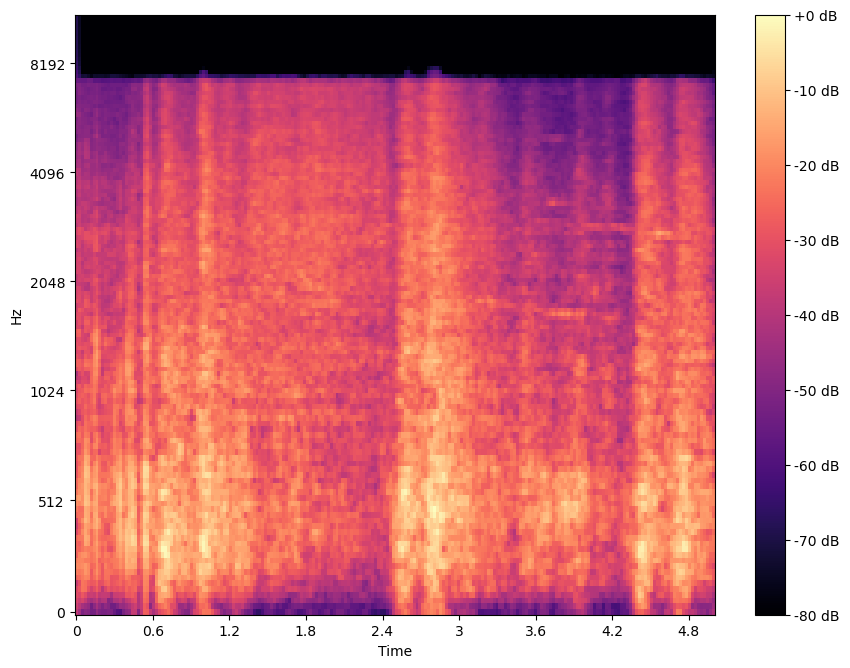 +0 dB
8192
-10 dB
4096
-20 dB
-30 dB
2048
Hz
-40 dB
1024
-50 dB
-60 dB
512
-70 dB
0
-80 dB
0 0.6 1.2 1.8 2.4 3 3.6 4.2 4.8
Time